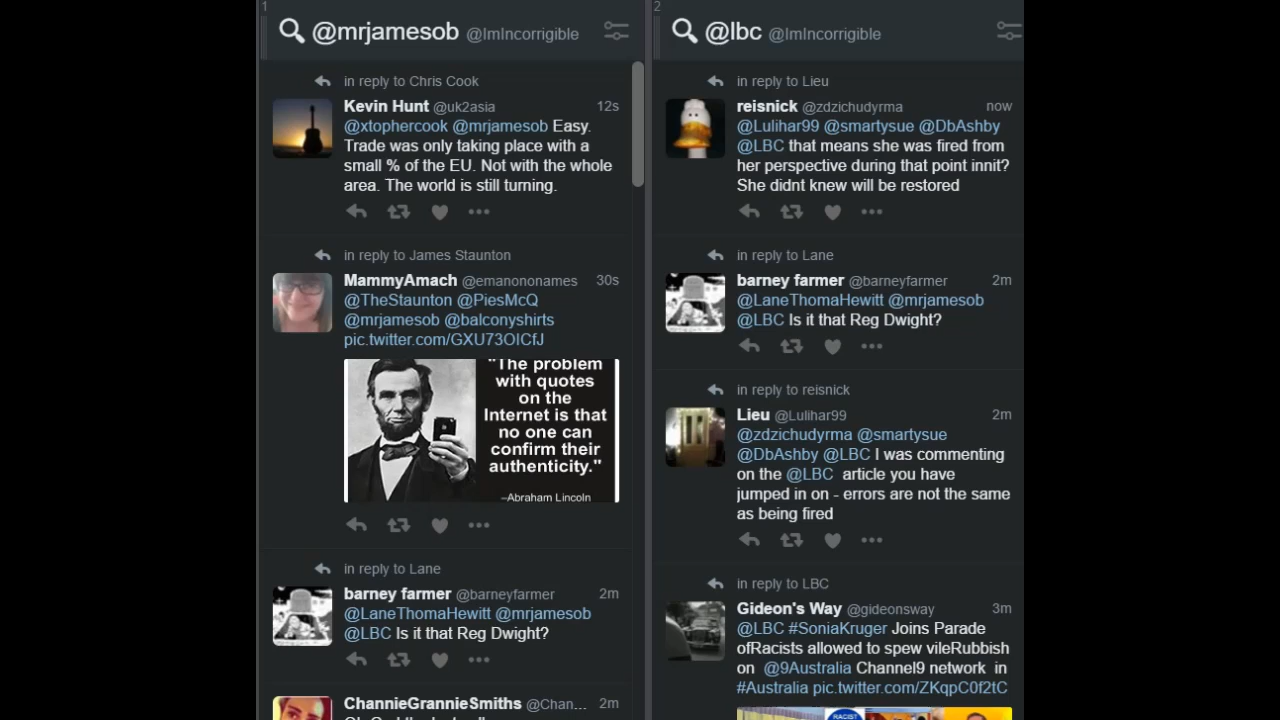 1
@mrjamesob @ImIncorrigible
in reply to Chris Cook
Kevin Hunt @uk2asia 12s
@xtophercook @mrjamesob Easy.
Trade was only taking place with a
small % of the EU. Not with the whole
area. The world is still turning.
in reply to James Staunton
MammyAmach @emanononames 30s
@TheStaunton @PiesMcQ
@mrjamesob @balconyshirts
pic.twitter.com/GXU73OICfJ
"The problem
with quotes
on the
Internet is that
no one can
confirm their
authenticity."
–Abraham Lincoln
in reply to Lane
barney farmer @barneyfarmer 2m
@LaneThomaHewitt @mrjamesob
@LBC Is it that Reg Dwight?
ChannieGrannieSmiths @Chan... 2m
2
@lbc @ImIncorrigible
in reply to Lieu
reisnick @zdzichudyrma now
@Lulihar99 @smartysue @DbAshby
@LBC that means she was fired from
her perspective during that point innit?
She didnt knew will be restored
in reply to Lane
barney farmer @barneyfarmer 2m
@LaneThomaHewitt @mrjamesob
@LBC Is it that Reg Dwight?
in reply to reisnick
Lieu @Lulihar99 2m
@zdzichudyrma @smartysue
@DbAshby @LBC I was commenting
on the @LBC article you have
jumped in on - errors are not the same
as being fired
in reply to LBC
Gideon's Way @gideonsway 3m
@LBC #SoniaKruger Joins Parade
ofRacists allowed to spew vileRubbish
on @9Australia Channel9 network in
#Australia pic.twitter.com/ZKqpC0f2tC
RACIST